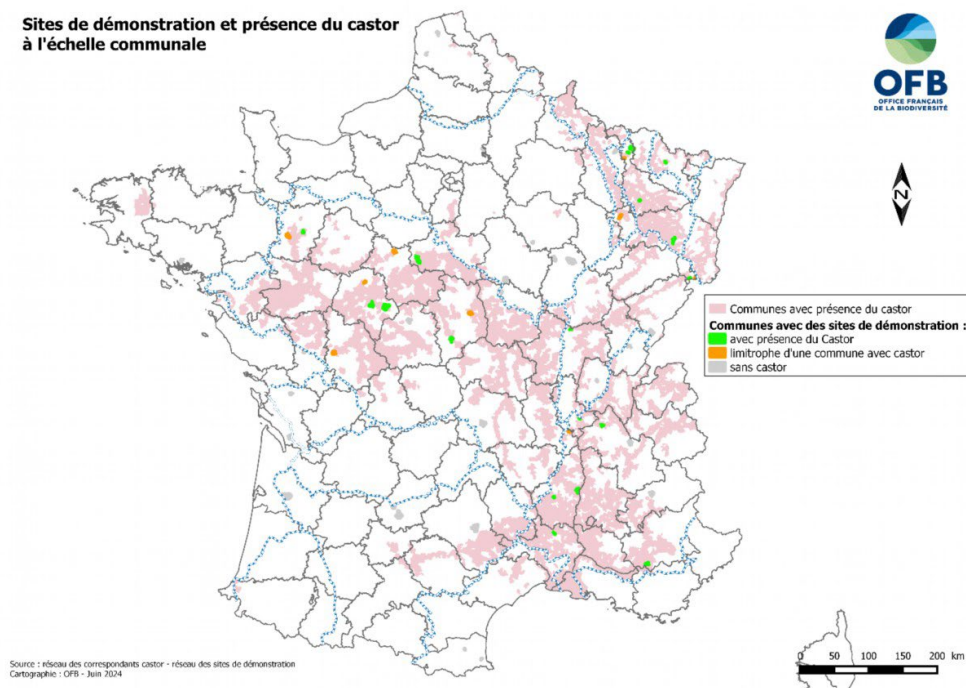 Sites de démonstration et présence du castor
à l'échelle communale
OFB
OFFICE FRANÇAIS
DE LA BIODIVERSITÉ
N
Communes avec présence du castor
Communes avec des sites de démonstration :
avec présence du Castor
limitrophe d'une commune avec castor
sans castor
Source : réseau des correspondants castor - réseau des sites de démonstration
Cartographie : OFB - Juin 2024
0 50 100 150 200 km